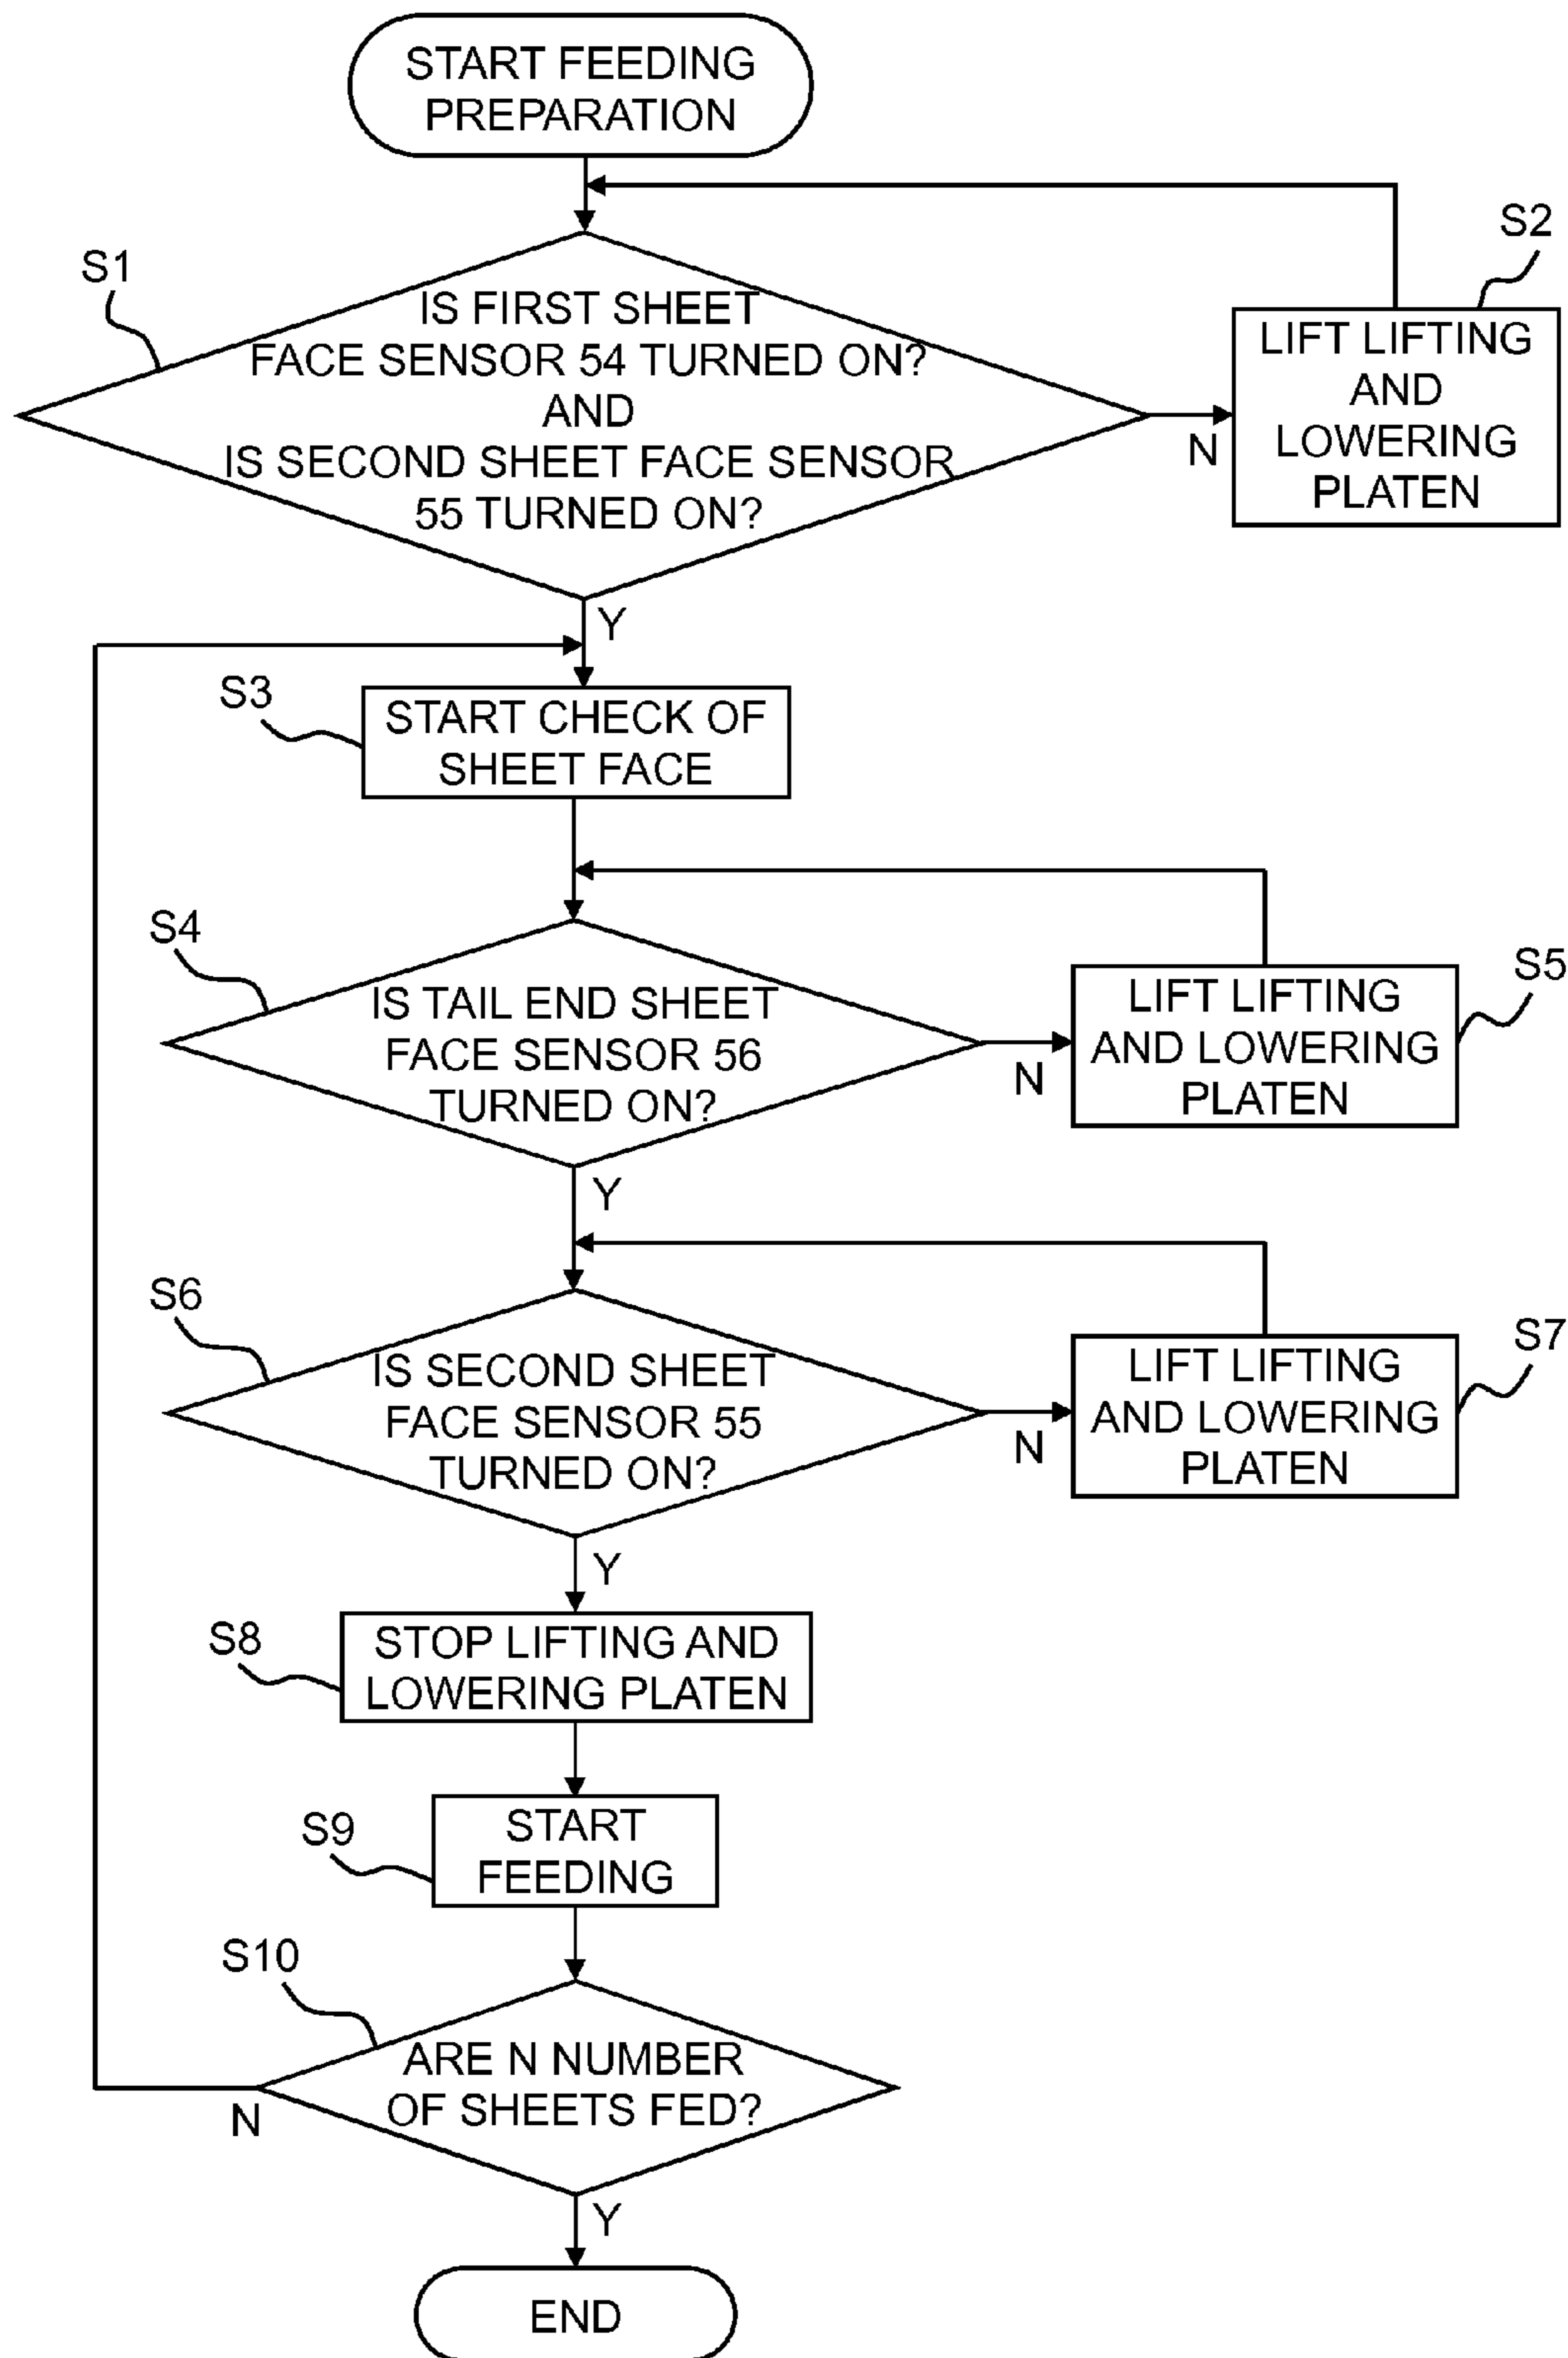 START FEEDING
PREPARATION
S1
IS FIRST SHEET
FACE SENSOR 54 TURNED ON?
AND
IS SECOND SHEET FACE SENSOR
55 TURNED ON?
N
S2
LIFT LIFTING
AND
LOWERING
PLATEN
Y
S3
START CHECK OF
SHEET FACE
S4
IS TAIL END SHEET
FACE SENSOR 56
TURNED ON?
N
S5
LIFT LIFTING
AND LOWERING
PLATEN
Y
S6
IS SECOND SHEET
FACE SENSOR 55
TURNED ON?
N
S7
LIFT LIFTING
AND LOWERING
PLATEN
Y
S8
STOP LIFTING AND
LOWERING PLATEN
S9
START
FEEDING
S10
ARE N NUMBER
OF SHEETS FED?
N
Y
END